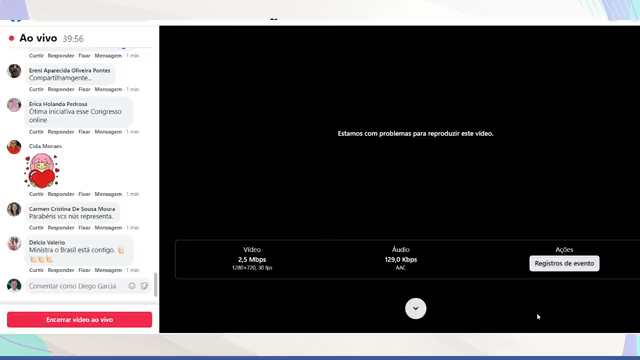 Ao vivo 39:56
Curtir Responder Fixar Mensagem 1 min
Ereni Aparecida Oliveira Pontes
Compartilhamgente...
Curtir Responder Fixar Mensagem 1 min
Erica Holanda Pedrosa
Ótima iniciativa esse Congresso
online
Curtir Responder Fixar Mensagem 1 min
Cida Moraes
Curtir Responder Fixar Mensagem 1 min
Carmen Cristina De Sousa Moura
Parabéns vcs nús representa.
Curtir Responder Fixar Mensagem 1 min
Delcio Valerio
Ministra o Brasil está contigo.
Curtir Responder Fixar Mensagem 1 min
Comentar como Diego Garcia
Encerrar vídeo ao vivo
Estamos com problemas para reproduzir este vídeo.
Vídeo
2,5 Mbps
1280×720, 30 fps
Áudio
129,0 Kbps
AAC
Ações
Registros de evento